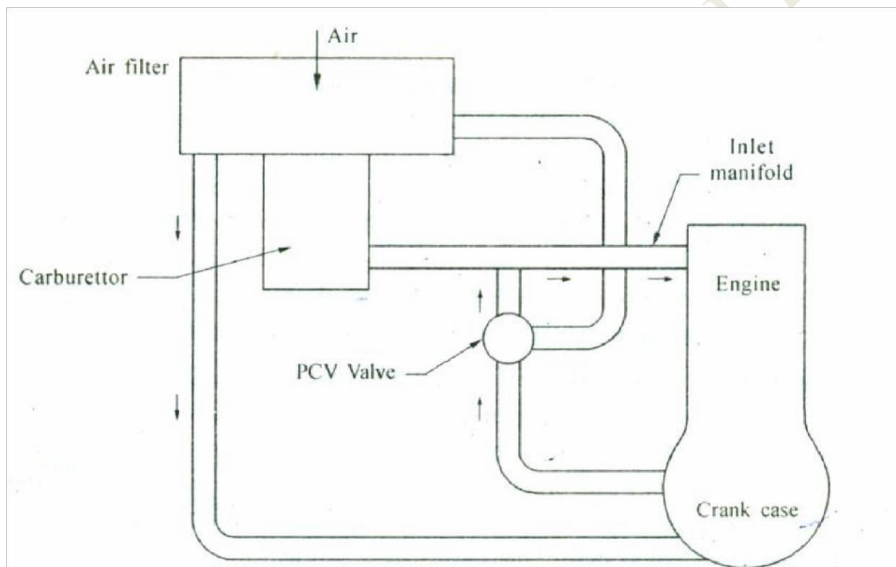 Air
Air filter
Inlet
manifold
Carburettor
Engine
PCV Valve
Crank case